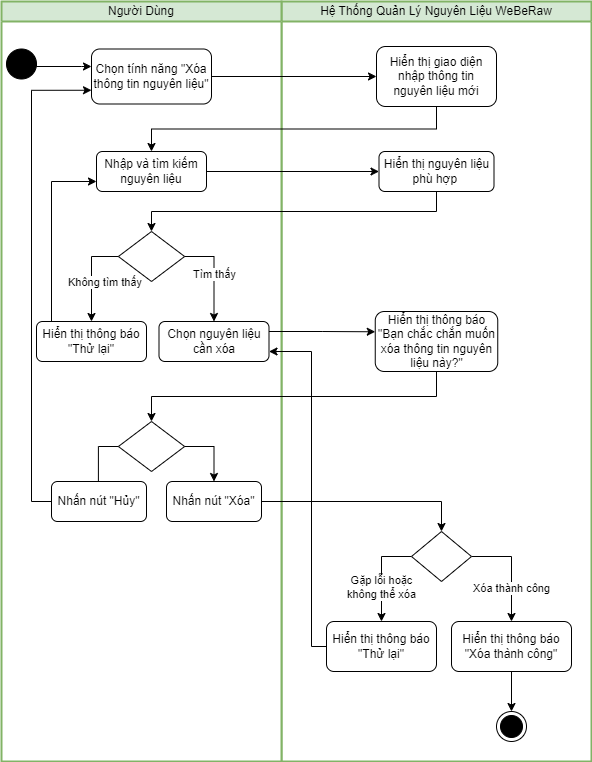 Người Dùng
Hệ Thống Quản Lý Nguyên Liệu WeBeRaw
Chọn tính năng "Xóa
thông tin nguyên liệu"
Hiển thị giao diện
nhập thông tin
nguyên liệu mới
Nhập và tìm kiếm
nguyên liệu
Hiển thị nguyên liệu
phù hợp
Không tìm thấy
Tìm thấy
Hiển thị thông báo
"Thử lại"
Chọn nguyên liệu
cần xóa
Hiển thị thông báo
"Bạn chắc chắn muốn
xóa thông tin nguyên
liệu này?"
Nhấn nút "Hủy"
Nhấn nút "Xóa"
Gặp lỗi hoặc
không thể xóa
Xóa thành công
Hiển thị thông báo
"Thử lại"
Hiển thị thông báo
"Xóa thành công"